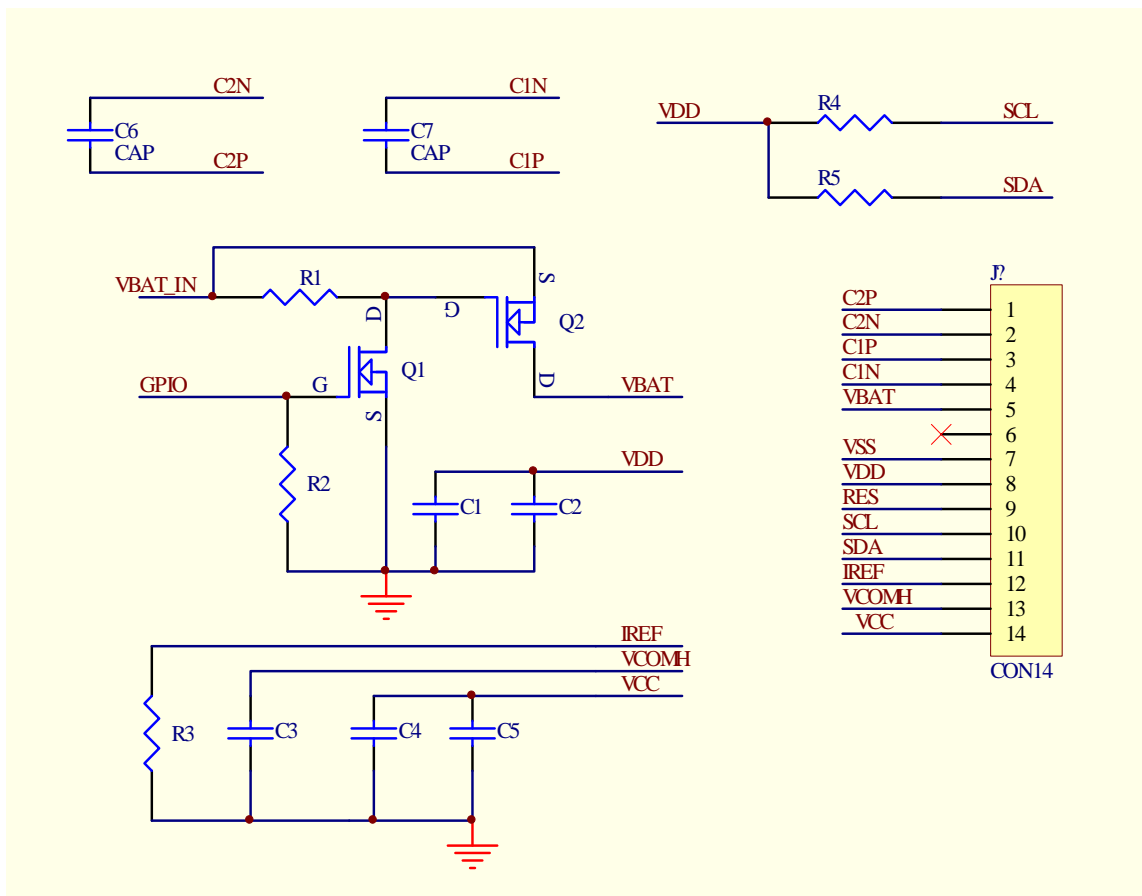 C2N
C6
CAP
C2P
C1N
C7
CAP
C1P
VDD
R4
SCL
R5
SDA
VBAT_IN
R1
S
G
Q2
D
D
Q1
GPIO
G
S
VBAT
R2
VDD
C1
C2
J?
C2P 1
C2N 2
C1P 3
C1N 4
VBAT 5
6
VSS 7
VDD 8
RES 9
SCL 10
SDA 11
IREF 12
VCOMH 13
VCC 14
CON14
IREF
VCOMH
VCC
R3
C3
C4
C5